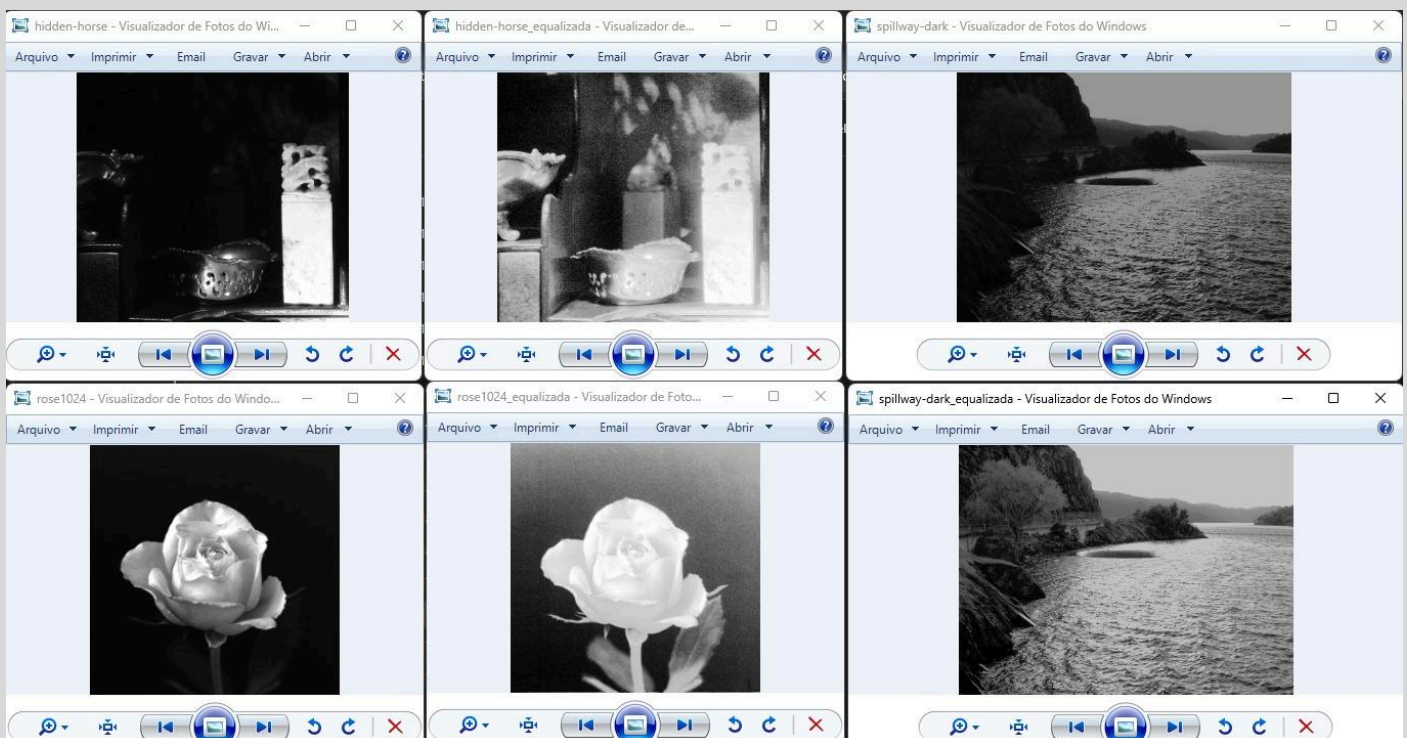 hidden-horse - Visualizador de Fotos do Wi...
Arquivo Imprimir Email Gravar Abrir
hidden-horse_equalizada - Visualizador de...
Arquivo Imprimir Email Gravar Abrir
spillway-dark - Visualizador de Fotos do Windows
Arquivo Imprimir Email Gravar Abrir
rose1024 - Visualizador de Fotos do Windo...
Arquivo Imprimir Email Gravar Abrir
rose1024_equalizada - Visualizador de Foto...
Arquivo Imprimir Email Gravar Abrir
spillway-dark_equalizada - Visualizador de Fotos do Windows
Arquivo Imprimir Email Gravar Abrir